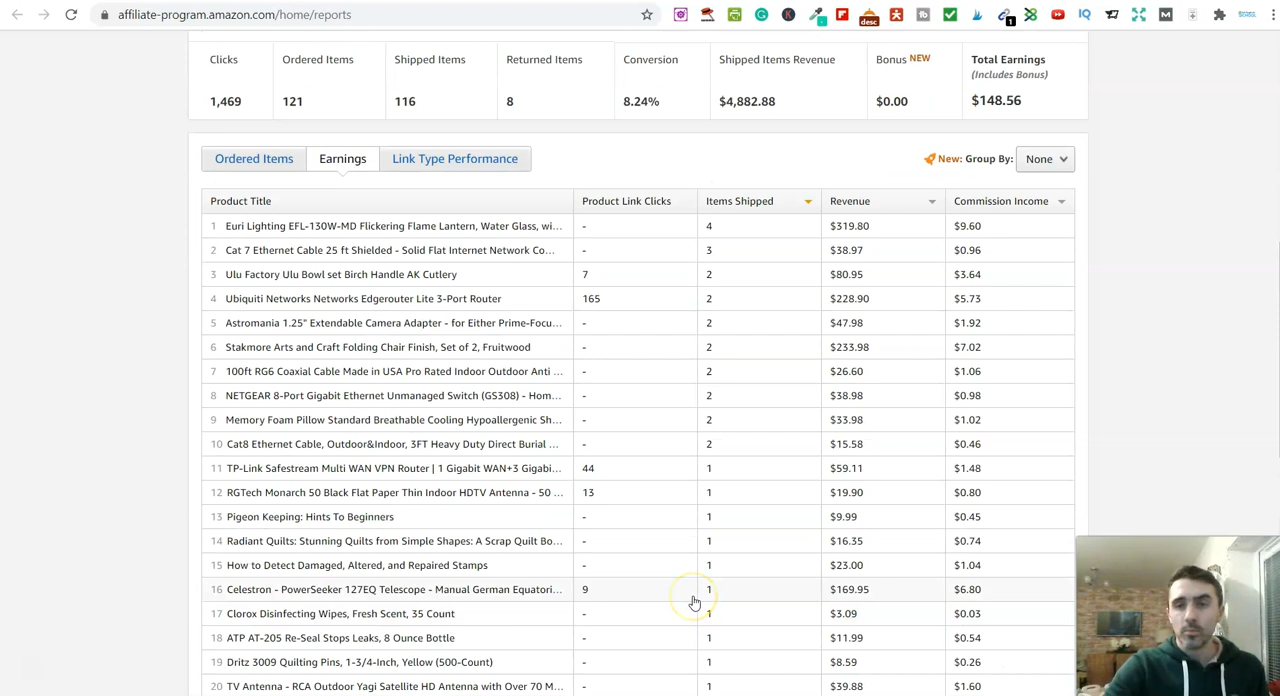 affiliate-program.amazon.com/home/reports
desc
1
Clicks Ordered Items Shipped Items Returned Items Conversion Shipped Items Revenue Bonus NEW Total Earnings
(Includes Bonus)
1,469 121 116 8 8.24% $4,882.88 $0.00 $148.56
Ordered Items Earnings Link Type Performance New: Group By: None
Product Title Product Link Clicks Items Shipped Revenue Commission Income
1 Euri Lighting EFL-130W-MD Flickering Flame Lantern, Water Glass, wi... - 4 $319.80 $9.60
2 Cat 7 Ethernet Cable 25 ft Shielded - Solid Flat Internet Network Co... - 3 $38.97 $0.96
3 Ulu Factory Ulu Bowl set Birch Handle AK Cutlery 7 2 $80.95 $3.64
4 Ubiquiti Networks Networks Edgerouter Lite 3-Port Router 165 2 $228.90 $5.73
5 Astromania 1.25" Extendable Camera Adapter - for Either Prime-Focu... - 2 $47.98 $1.92
6 Stakmore Arts and Craft Folding Chair Finish, Set of 2, Fruitwood - 2 $233.98 $7.02
7 100ft RG6 Coaxial Cable Made in USA Pro Rated Indoor Outdoor Anti ... - 2 $26.60 $1.06
8 NETGEAR 8-Port Gigabit Ethernet Unmanaged Switch (GS308) - Hom... - 2 $38.98 $0.98
9 Memory Foam Pillow Standard Breathable Cooling Hypoallergenic Sh... - 2 $33.98 $1.02
10 Cat8 Ethernet Cable, Outdoor&Indoor, 3FT Heavy Duty Direct Burial ... - 2 $15.58 $0.46
11 TP-Link Safestream Multi WAN VPN Router | 1 Gigabit WAN+3 Gigabi... 44 1 $59.11 $1.48
12 RGTech Monarch 50 Black Flat Paper Thin Indoor HDTV Antenna - 50 ... 13 1 $19.90 $0.80
13 Pigeon Keeping: Hints To Beginners - 1 $9.99 $0.45
14 Radiant Quilts: Stunning Quilts from Simple Shapes: A Scrap Quilt Bo... - 1 $16.35 $0.74
15 How to Detect Damaged, Altered, and Repaired Stamps - 1 $23.00 $1.04
16 Celestron - PowerSeeker 127EQ Telescope - Manual German Equatori... 9 1 $169.95 $6.80
17 Clorox Disinfecting Wipes, Fresh Scent, 35 Count - 1 $3.09 $0.03
18 ATP AT-205 Re-Seal Stops Leaks, 8 Ounce Bottle - 1 $11.99 $0.54
19 Dritz 3009 Quilting Pins, 1-3/4-Inch, Yellow (500-Count) - 1 $8.59 $0.26
20 TV Antenna - RCA Outdoor Yagi Satellite HD Antenna with Over 70 M... - 1 $39.88 $1.60